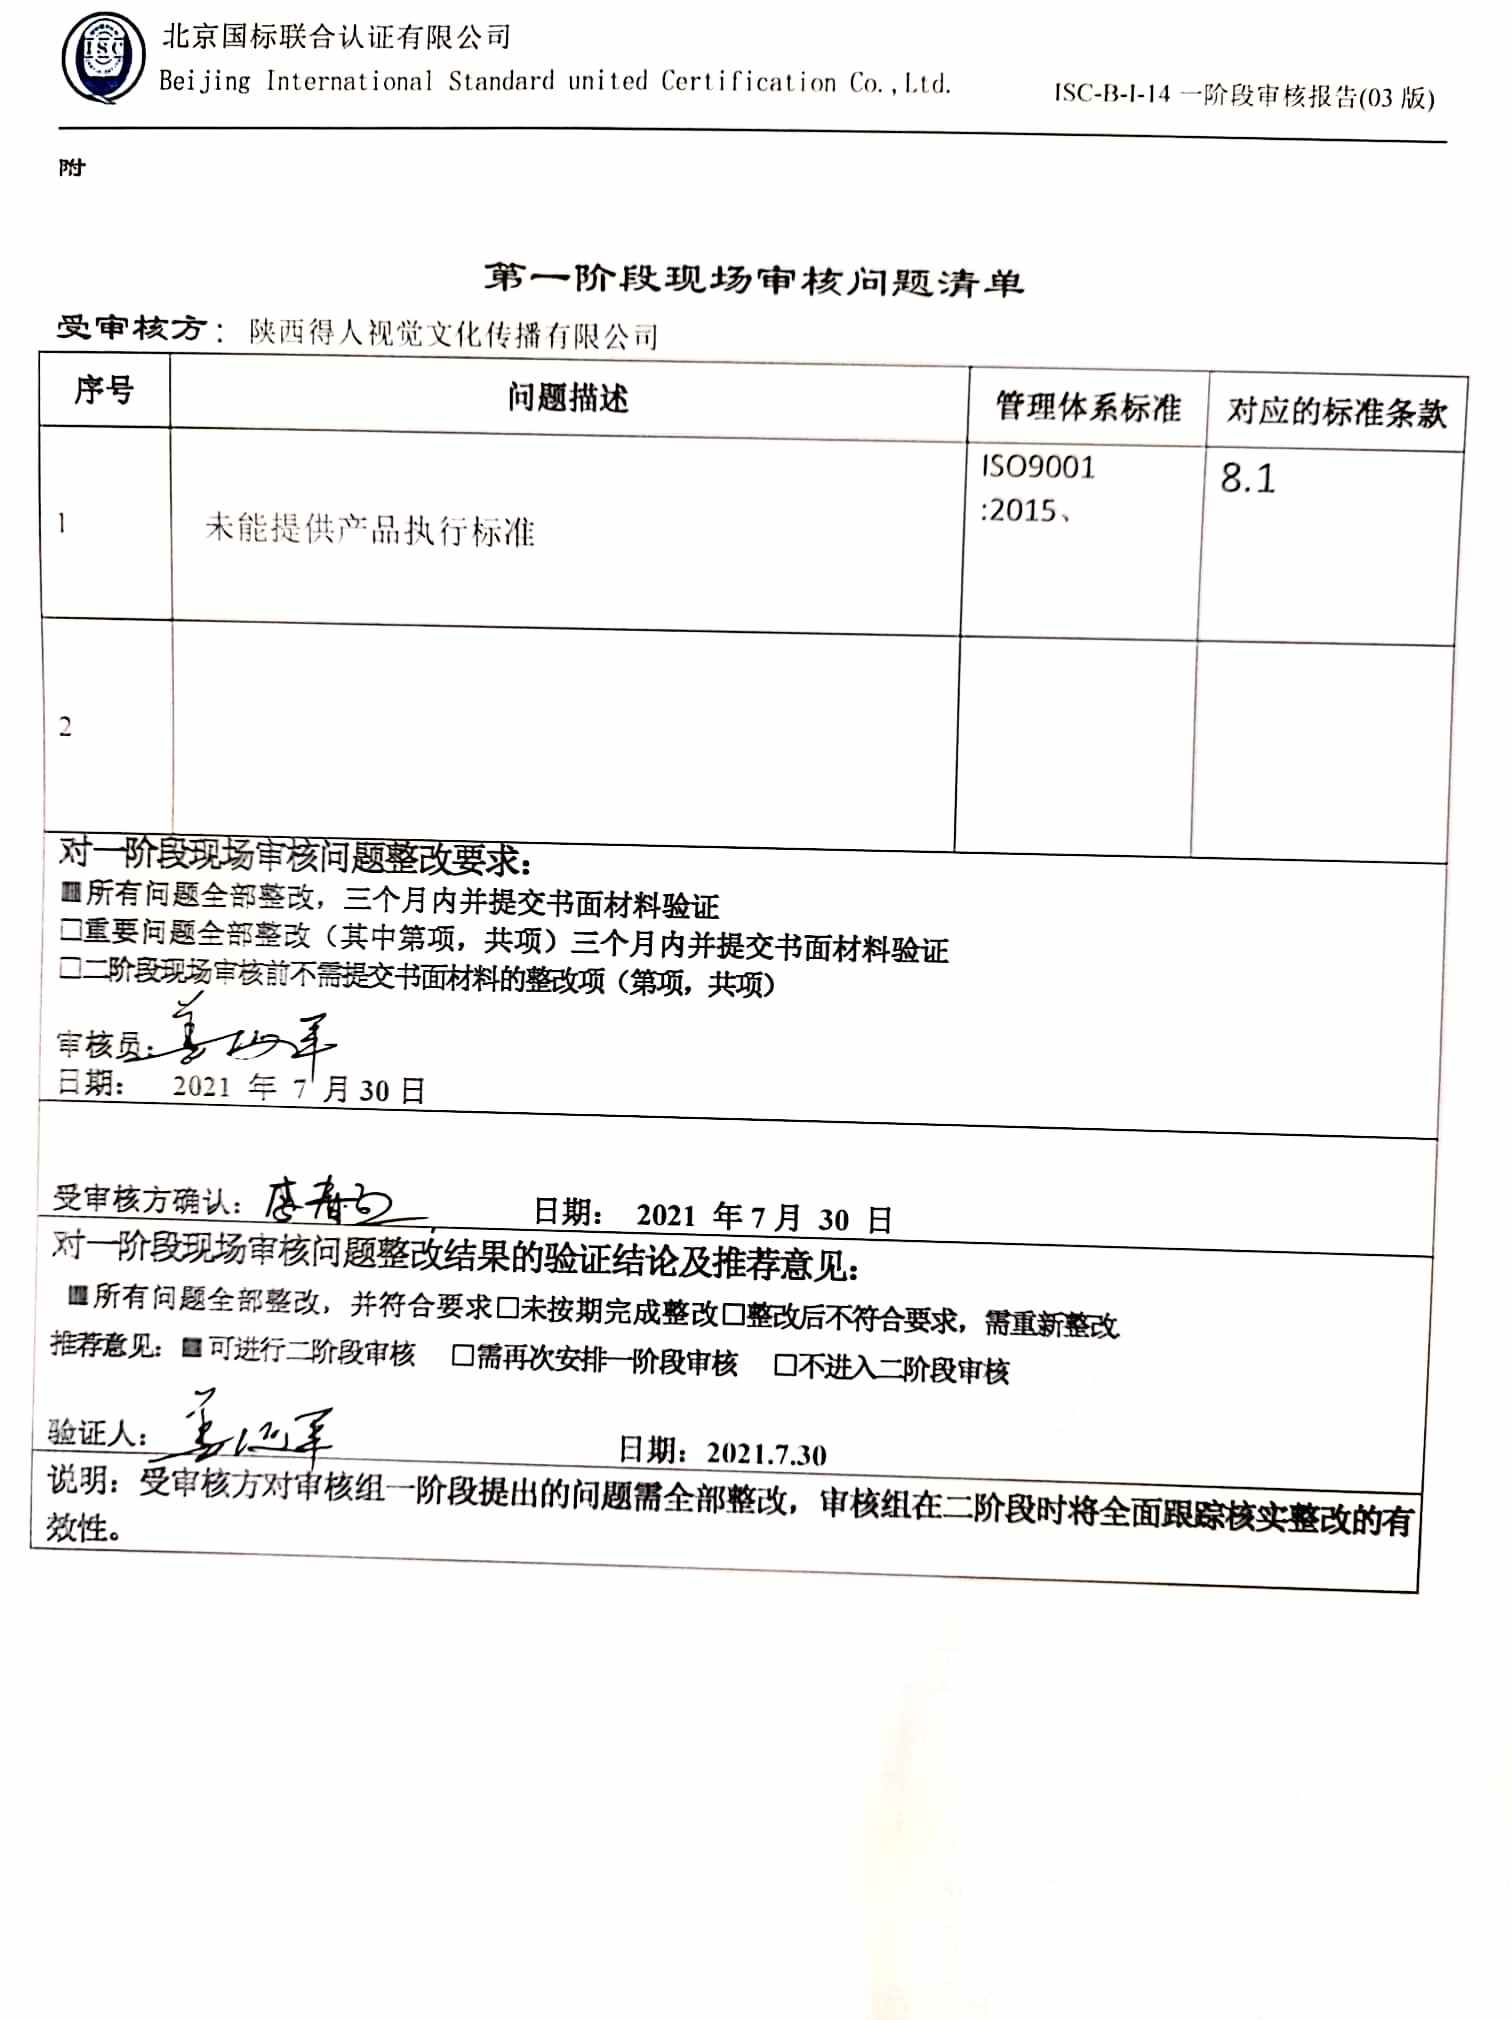 ISC
北京国标联合认证有限公司
Beijing International Standard united Certification Co.,Ltd.
ISC-B-I-14 一阶段审核报告(03 版)
附
第一阶段现场审核问题清单
受审核方： 陕西得人视觉文化传播有限公司
序号 问题描述 管理体系标准 对应的标准条款
1 未能提供产品执行标准 ISO9001 8.1
:2015、
2
对一阶段现场审核问题整改要求：
■所有问题全部整改，三个月内并提交书面材料验证
□重要问题全部整改（其中第项，共项）三个月内并提交书面材料验证
□二阶段现场审核前不需提交书面材料的整改项（第项，共项）
审核员：
日期： 2021 年 7 月 30 日
受审核方确认： 日期： 2021 年 7 月 30 日
对一阶段现场审核问题整改结果的验证结论及推荐意见：
■所有问题全部整改，并符合要求□未按期完成整改□整改后不符合要求，需重新整改
推荐意见：■可进行二阶段审核 □需再次安排一阶段审核 □不进入二阶段审核
验证人： 日期：2021.7.30
说明：受审核方对审核组一阶段提出的问题需全部整改，审核组在二阶段时将全面跟踪核实整改的有
效性。